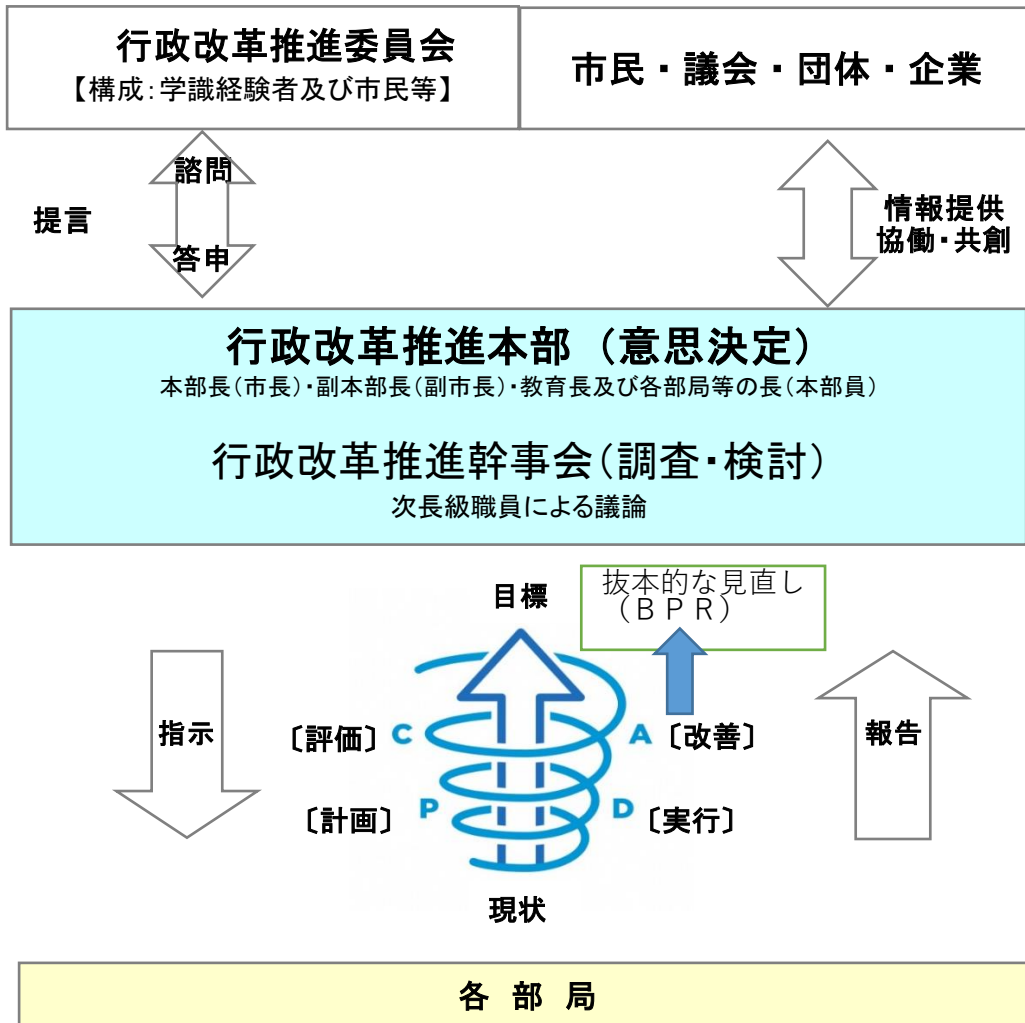 行政改革推進委員会
【構成:学識経験者及び市民等】
市民・議会・団体・企業
諮問
提言
答申
情報提供
協働・共創
行政改革推進本部 (意思決定)
本部長(市長)・副本部長(副市長)・教育長及び各部局等の長(本部員)
行政改革推進幹事会(調査・検討)
次長級職員による議論
目標
抜本的な見直し
(BPR)
指示
〔評価〕 C
A 〔改善〕
報告
〔計画〕 P
D 〔実行〕
現状
各 部 局